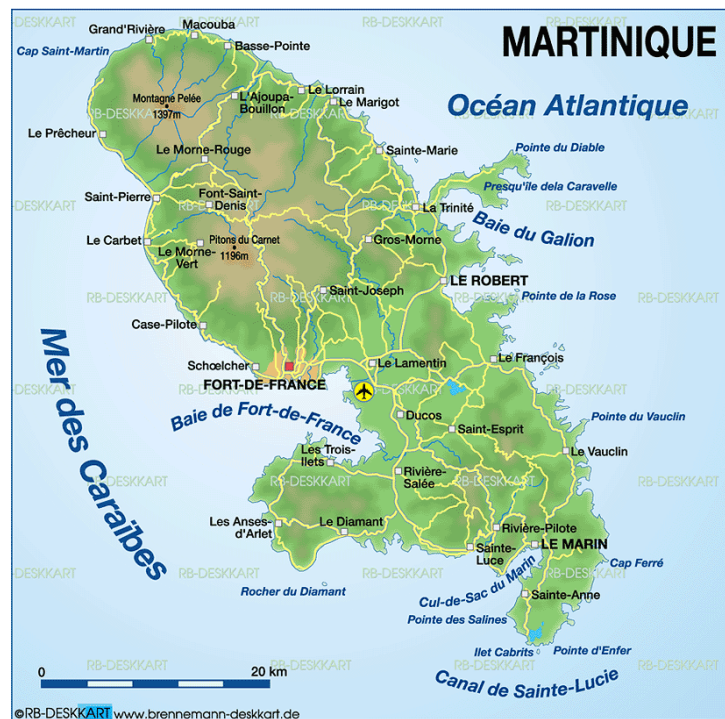 MARTINIQUE
Macouba
Grand'Rivière
Basse-Pointe
Cap Saint-Martin
Océan Atlantique
Montagne Pelée
1397m
L'Ajoupa-
Bouillon
Le Lorrain
Le Marigot
Le Prêcheur
Le Morne-Rouge
Sainte-Marie
Pointe du Diable
Presqu'île dela Caravelle
Saint-Pierre
Font-Saint-
Denis
La Trinité
Baie du Galion
Le Carbet
Le Morne-
Vert
Pitons du Carnet
1196m
Gros-Morne
LE ROBERT
Saint-Joseph
Pointe de la Rose
Case-Pilote
Mer des Caraïbes
Schœlcher
FORT-DE-FRANCE
Le Lamentin
Le François
Baie de Fort-de-France
Ducos
Saint-Esprit
Pointe du Vauclin
Le Vauclin
Les Trois-
Ilets
Rivière-
Salée
Les Anses-
d'Arlet
Le Diamant
Rivière-Pilote
LE MARIN
Sainte-
Luce
Cap Ferré
Rocher du Diamant
Cul-de-Sac du Marin
Sainte-Anne
Pointe des Salines
Ilet Cabrits
Pointe d'Enfer
Canal de Sainte-Lucie
0 20 km
©RB-DESKKART www.brennemann-deskkart.de
RB-DESKKART